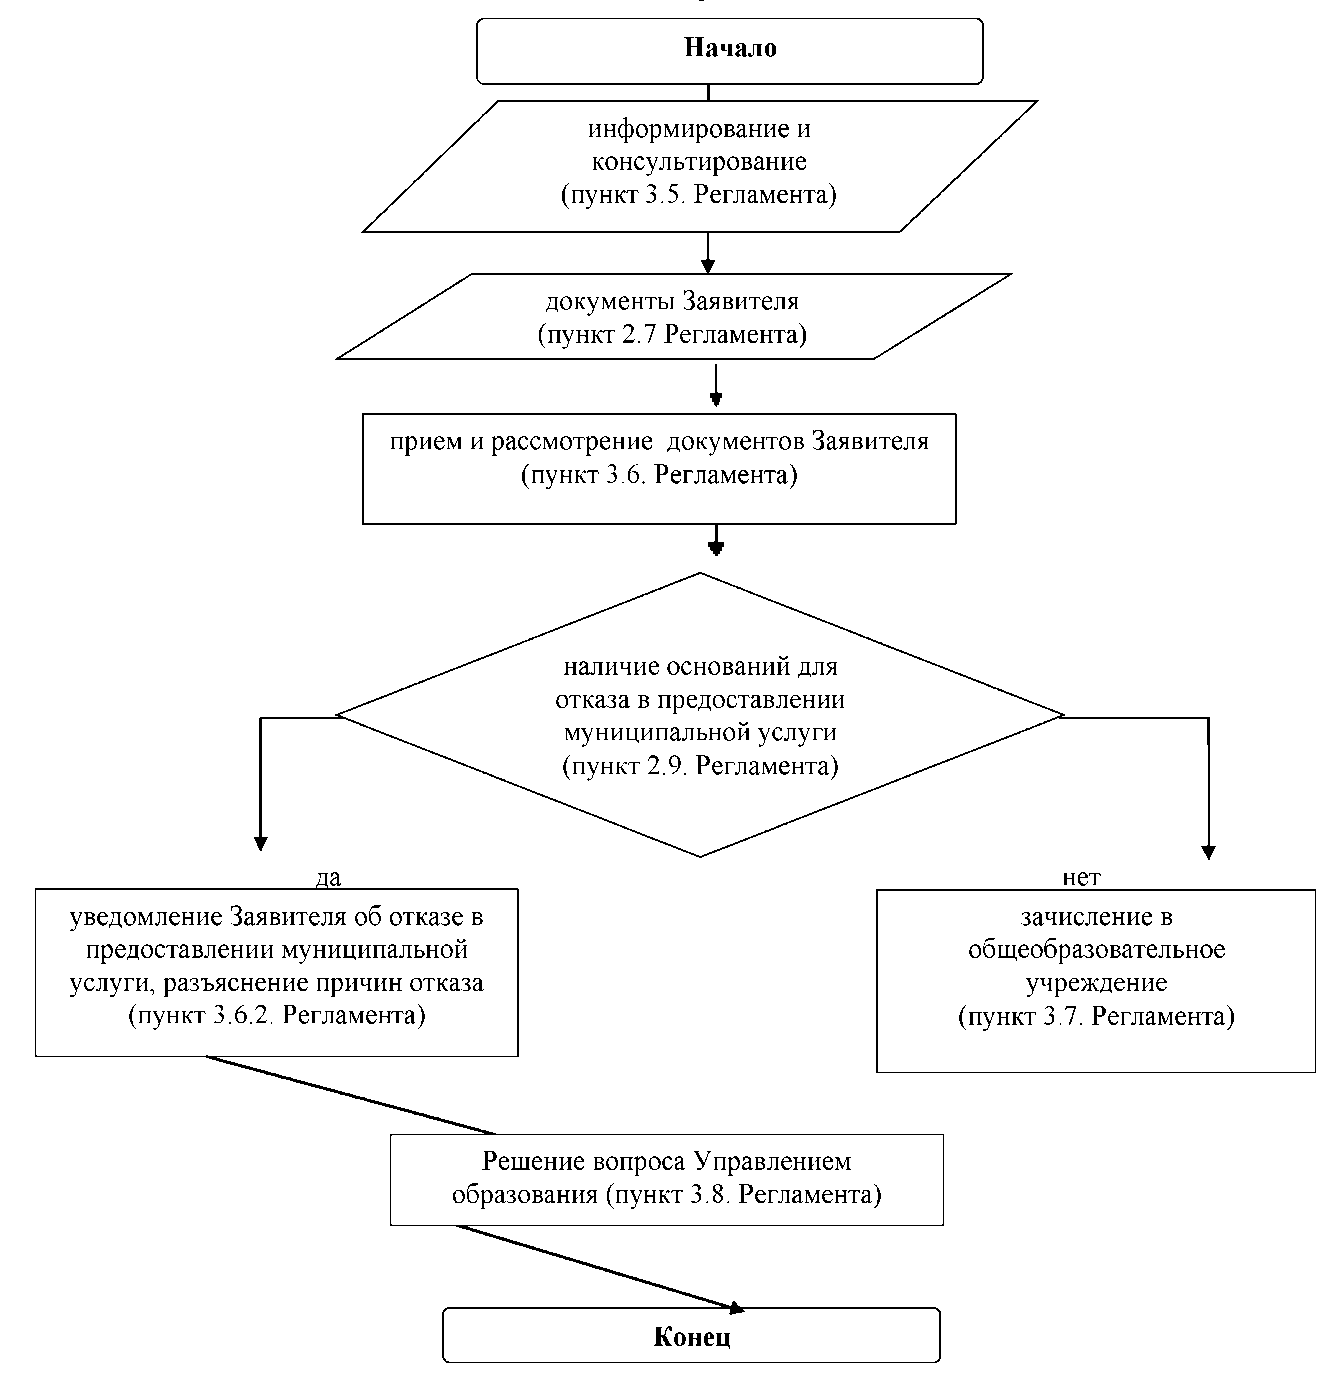 Начало
информирование и
консультирование
(пункт 3.5. Регламента)
документы Заявителя
(пункт 2.7 Регламента)
прием и рассмотрение  документов Заявителя
(пункт 3.6. Регламента)
наличие оснований для
отказа в предоставлении
муниципальной услуги
(пункт 2.9. Регламента)
да
нет
уведомление Заявителя об отказе в
предоставлении муниципальной
услуги, разъяснение причин отказа
(пункт 3.6.2. Регламента)
зачисление в
общеобразовательное
учреждение
(пункт 3.7. Регламента)
Решение вопроса Управлением
образования (пункт 3.8. Регламента)
Конец